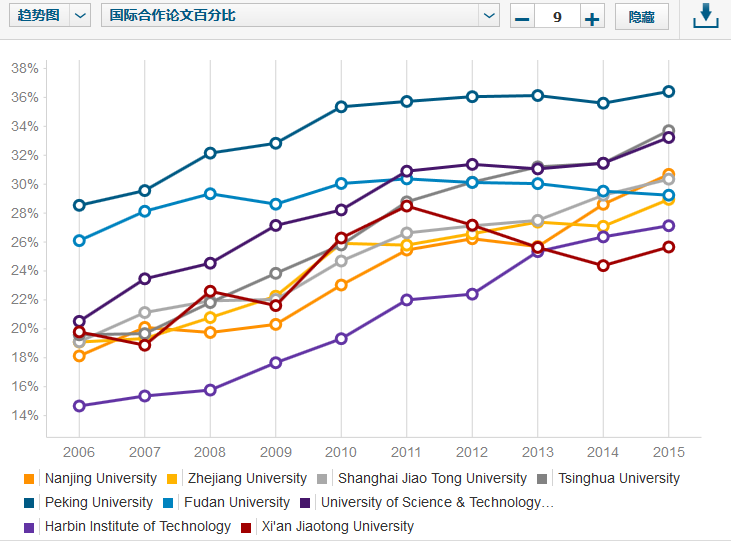 趋势图 国际合作论文百分比 9 隐藏
38%
36%
34%
32%
30%
28%
26%
24%
22%
20%
18%
16%
14%
2006 2007 2008 2009 2010 2011 2012 2013 2014 2015
Nanjing University Zhejiang University Shanghai Jiao Tong University Tsinghua University
Peking University Fudan University University of Science & Technology…
Harbin Institute of Technology Xi'an Jiaotong University